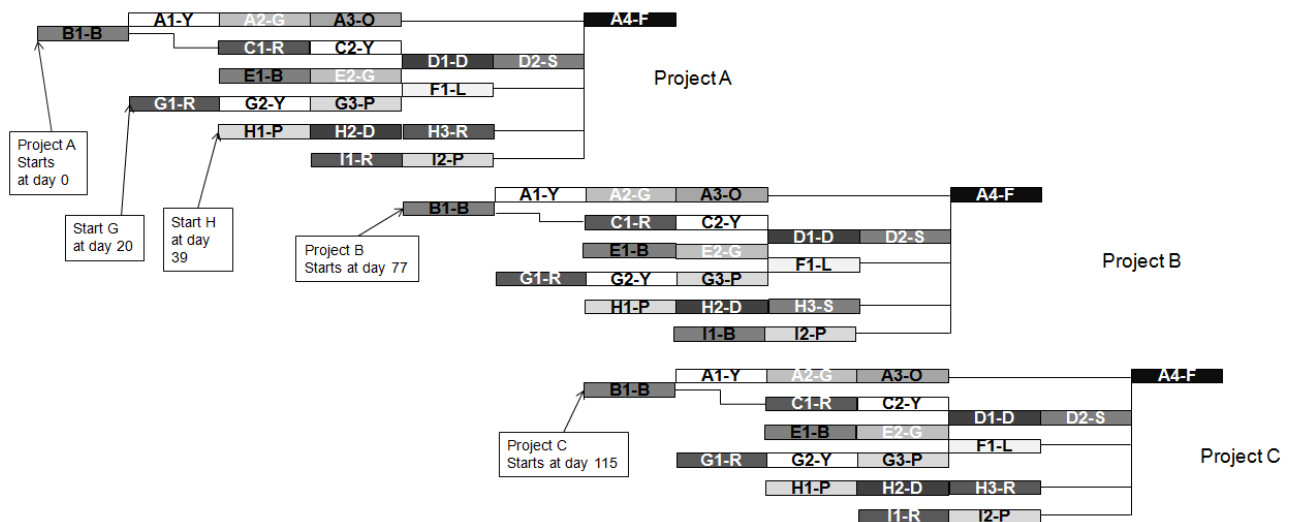 A1-Y A2-G A3-O A4-F
B1-B
C1-R C2-Y
D1-D D2-S
E1-B E2-G
Project A
F1-L
G1-R G2-Y G3-P
H1-P H2-D H3-R
Project A
Starts
at day 0
I1-R I2-P
A1-Y A2-G A3-O A4-F
B1-B
Start G
at day 20
Start H
at day
39
C1-R C2-Y
D1-D D2-S
Project B
Starts at day 77
E1-B E2-G
Project B
F1-L
G1-R G2-Y G3-P
H1-P H2-D H3-S
I1-B I2-P
A1-Y A2-G A3-O A4-F
B1-B
C1-R C2-Y
D1-D D2-S
Project C
Starts at day 115
E1-B E2-G
F1-L
Project C
G1-R G2-Y G3-P
H1-P H2-D H3-R
I1-R I2-P